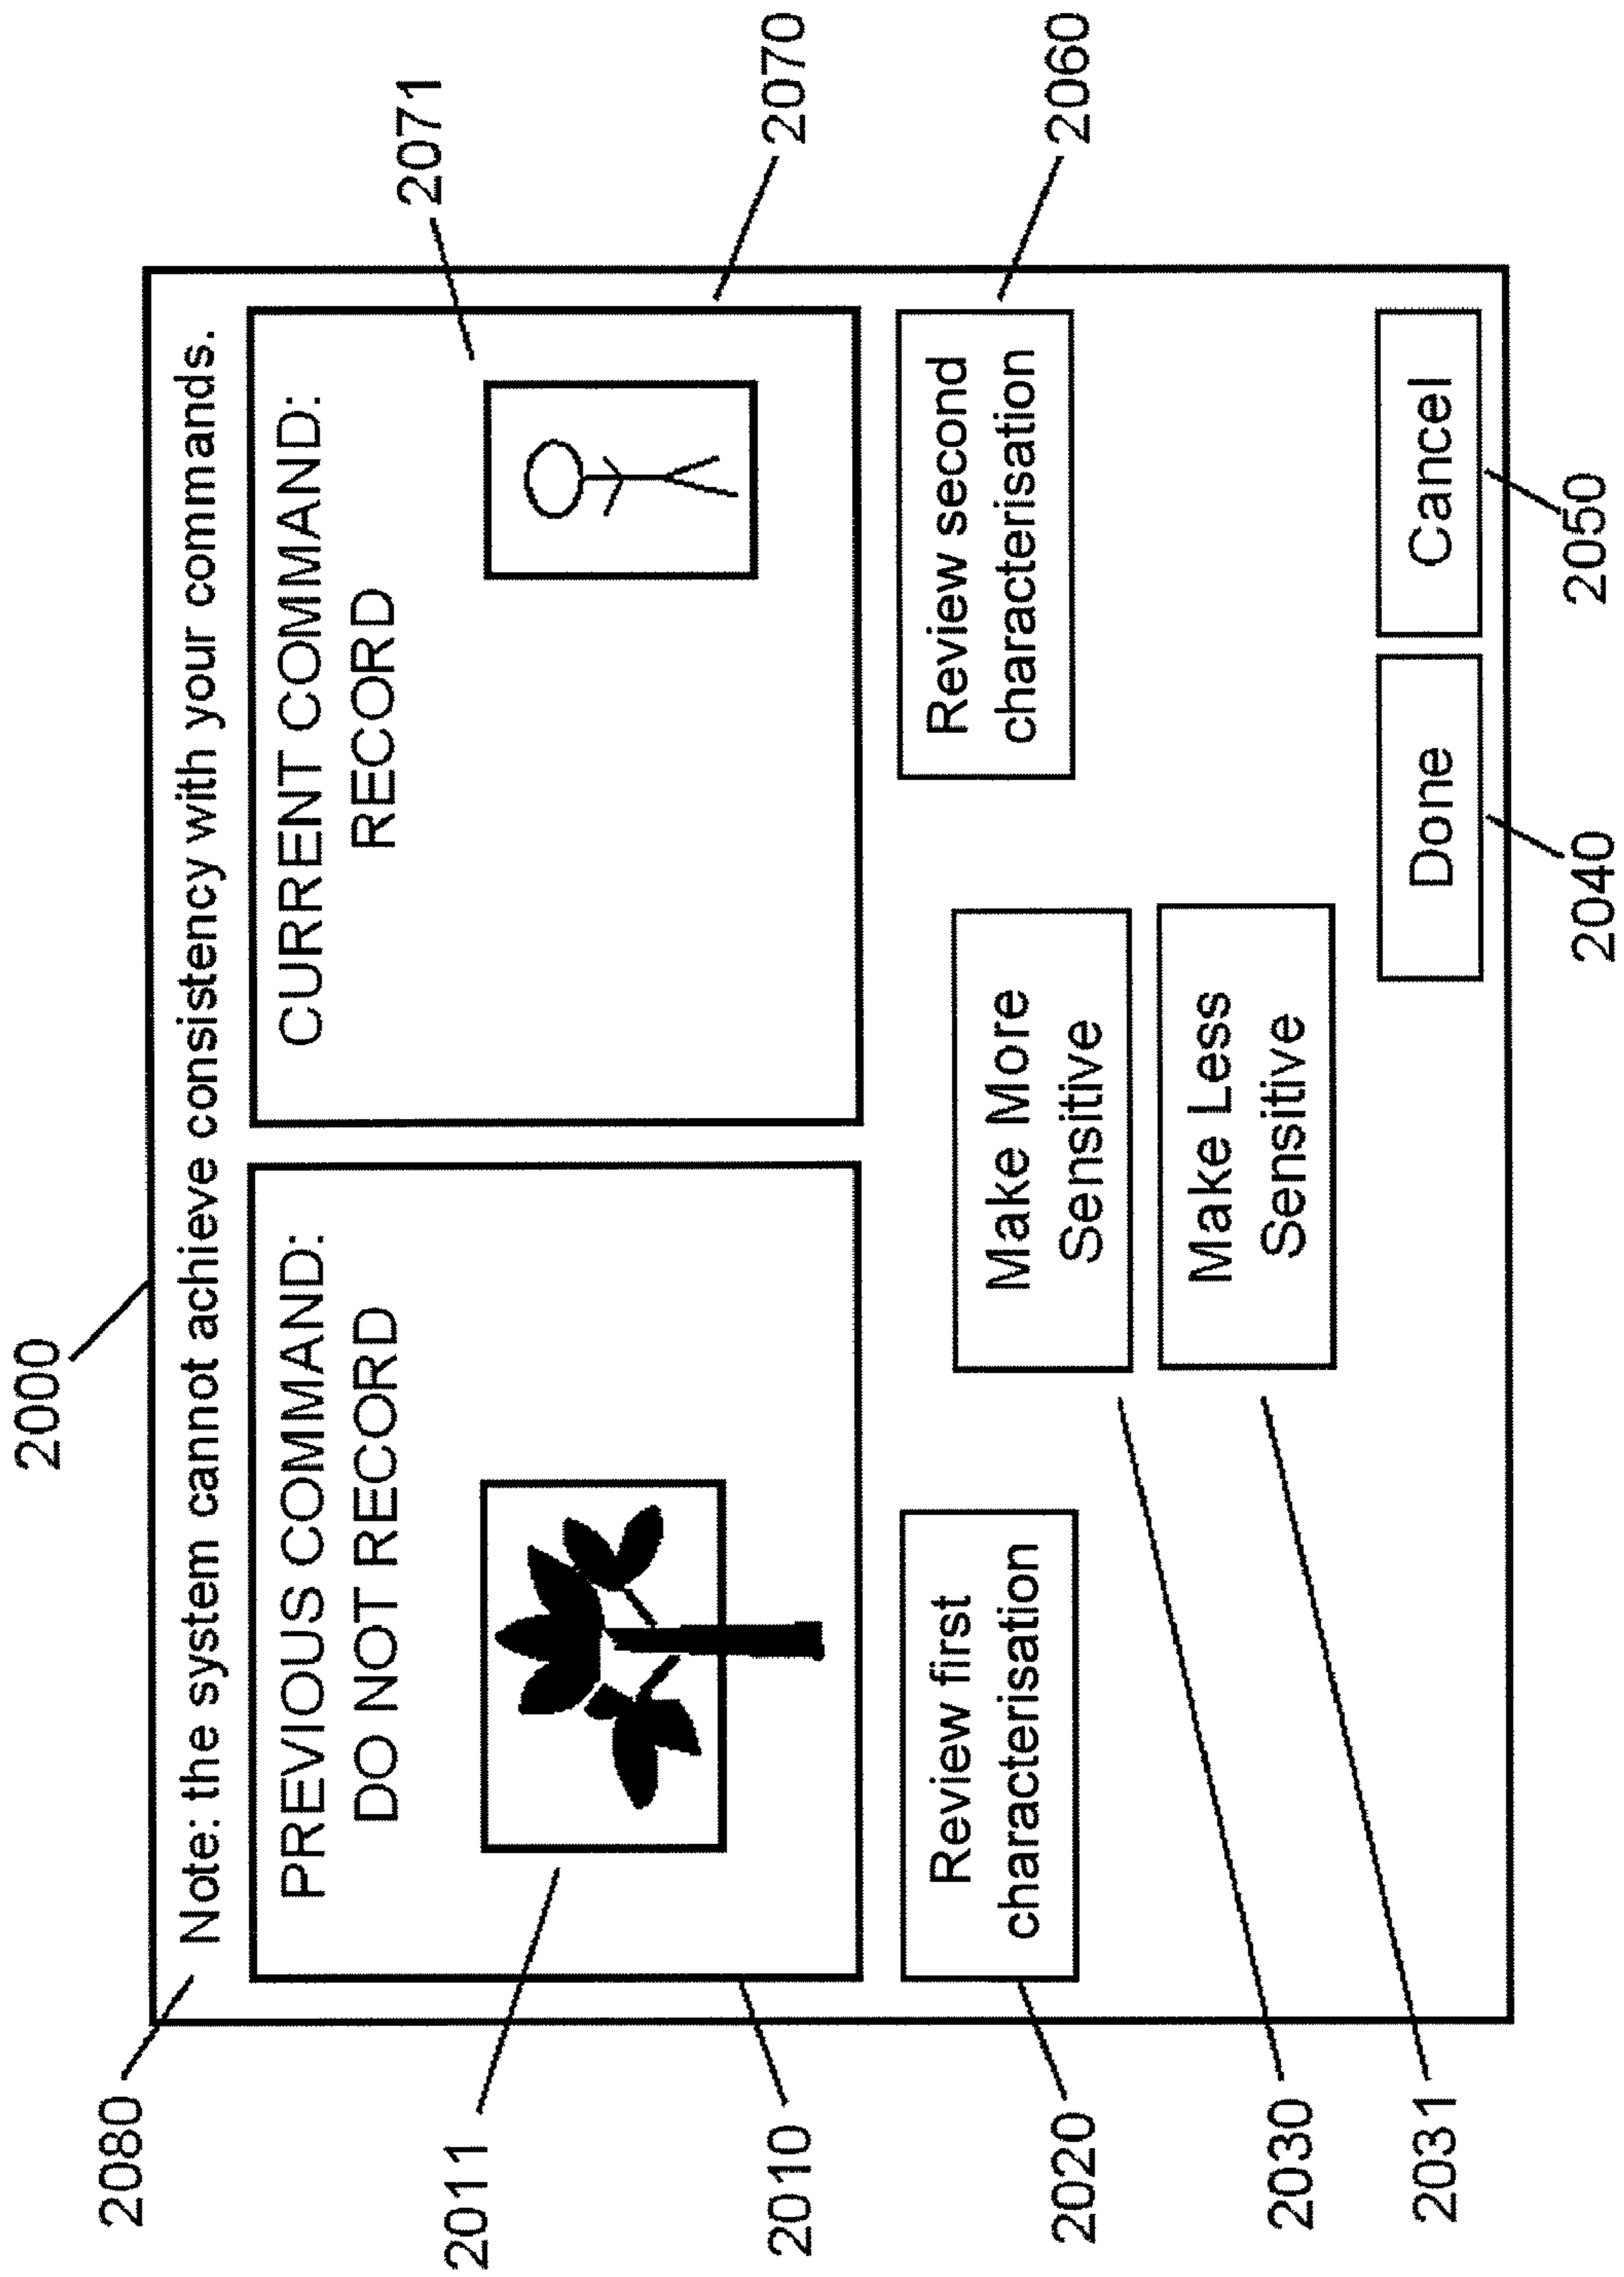 2000
2080
Note: the system cannot achieve consistency with your commands.
2071
2011
PREVIOUS COMMAND:
DO NOT RECORD
CURRENT COMMAND:
RECORD
2010
2070
2020
Review first
characterisation
Review second
characterisation
2060
Make More
Sensitive
2030
Make Less
Sensitive
2031
Done
Cancel
2040
2050